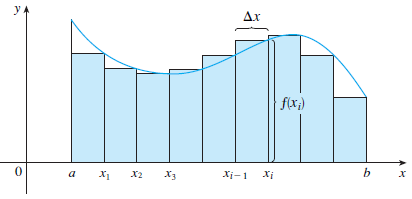 y
Δx
f(xᵢ)
0 a x₁ x₂ x₃ xᵢ₋₁ xᵢ b x